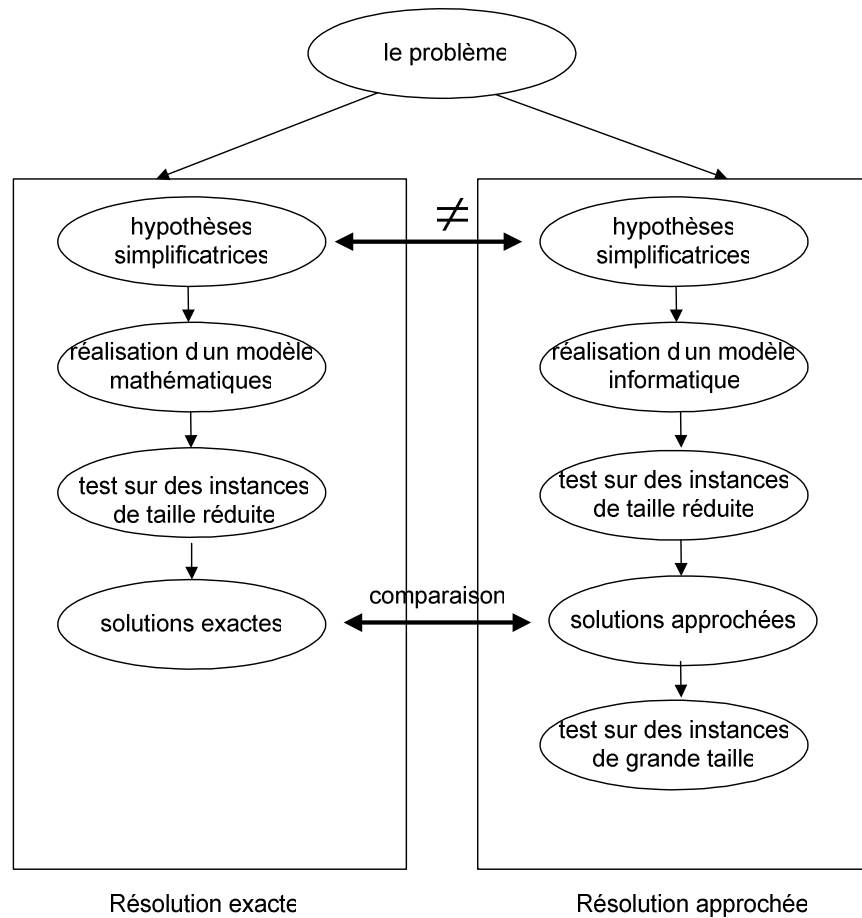 le problème
≠
hypothèses
simplificatrices
réalisation d'un modèle
mathématiques
test sur des instances
de taille réduite
solutions exactes
comparaison
hypothèses
simplificatrices
réalisation d'un modèle
informatique
test sur des instances
de taille réduite
solutions approchées
test sur des instances
de grande taille
Résolution exacte
Résolution approchée